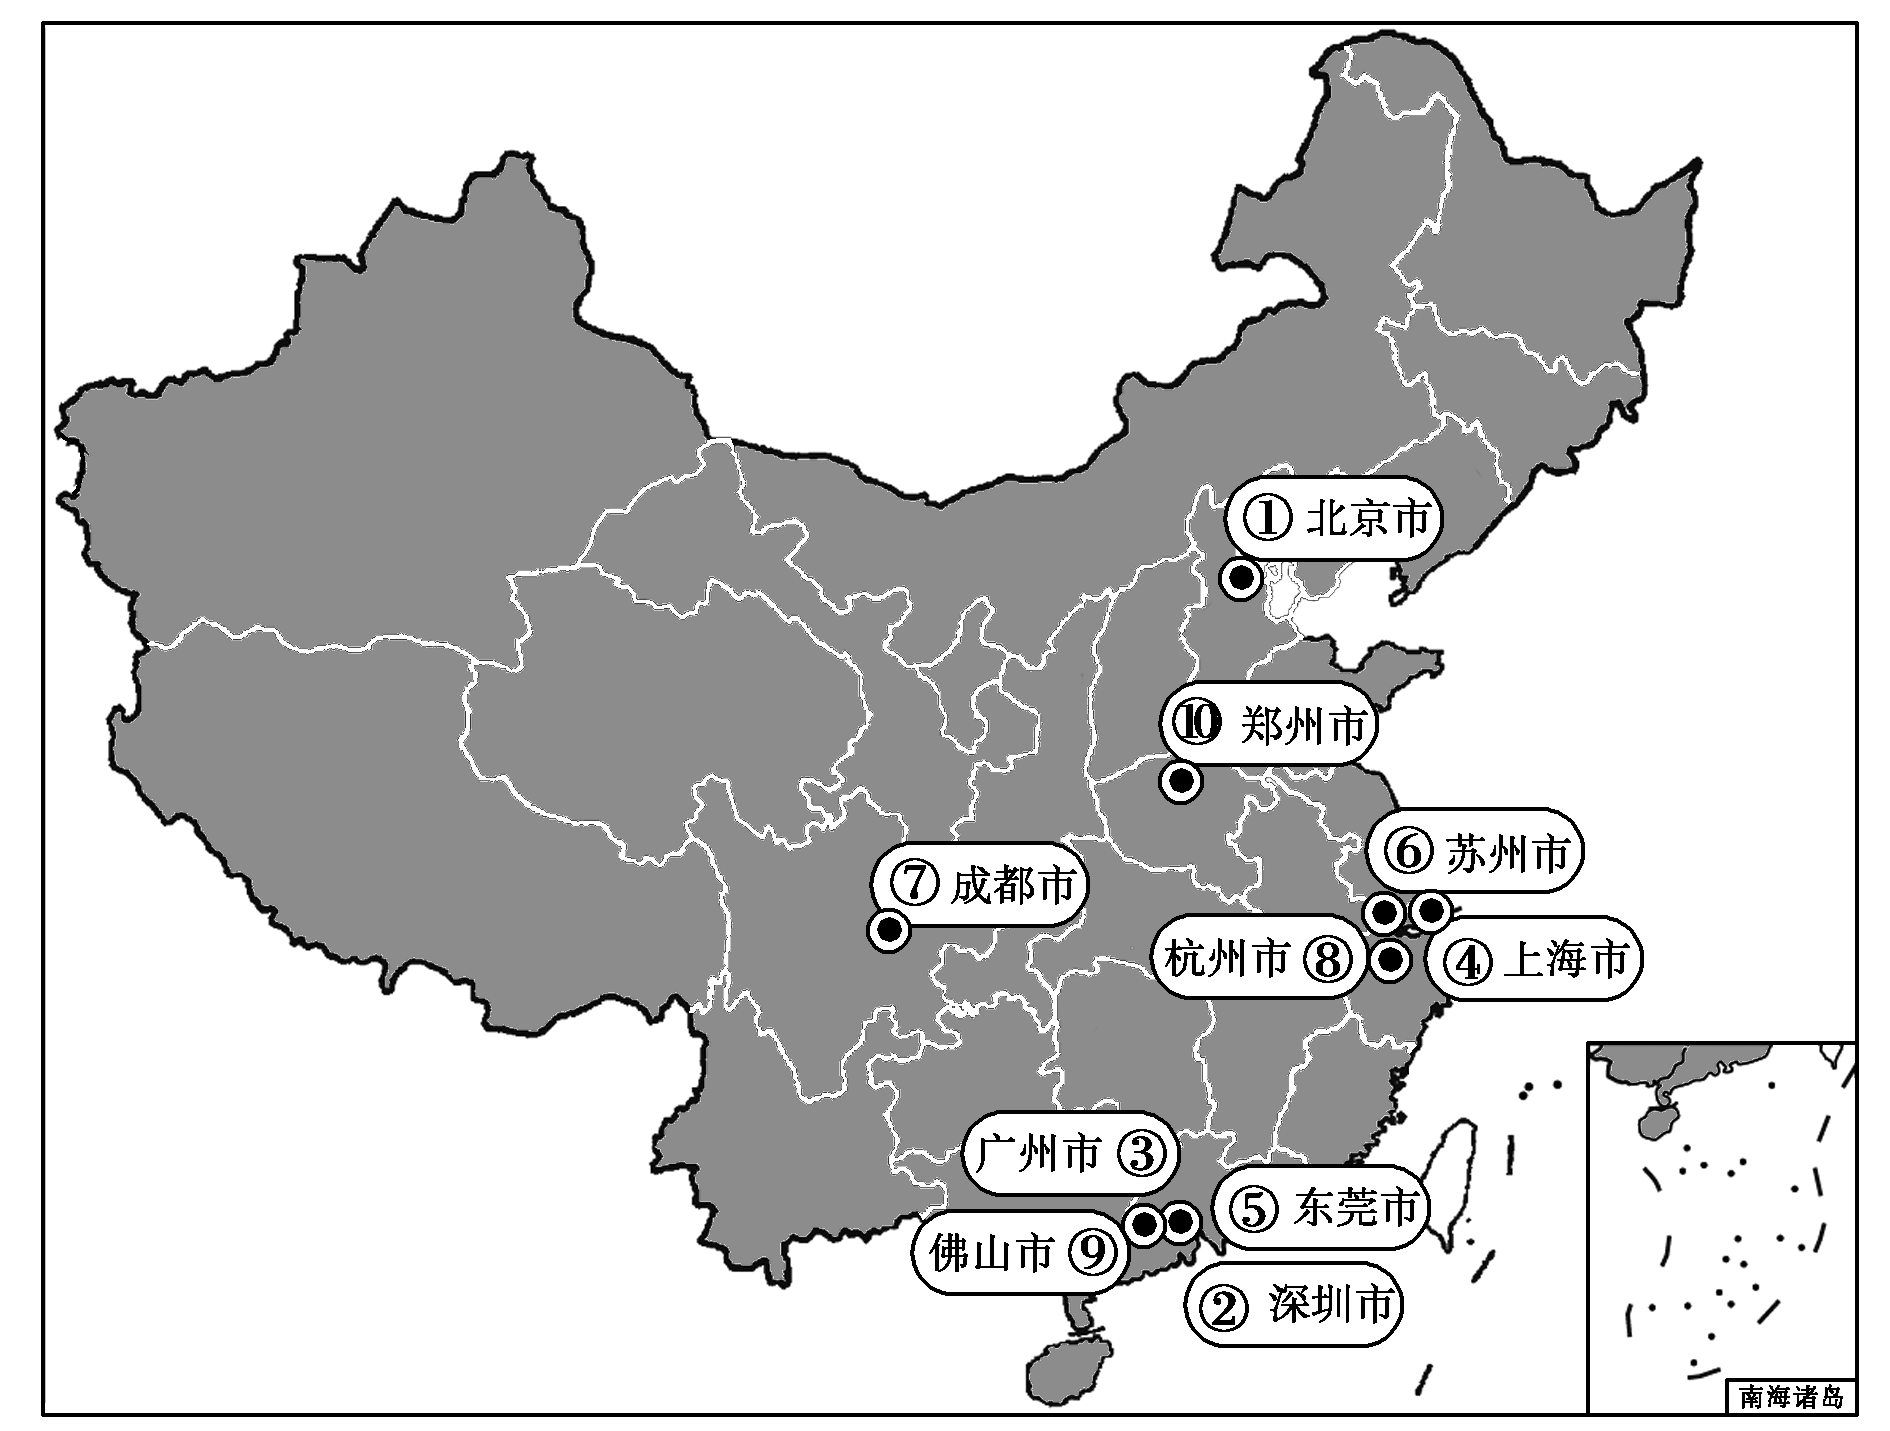 ① 北京市
⑩ 郑州市
⑥ 苏州市
⑦ 成都市
杭州市 ⑧
④ 上海市
广州市 ③
⑤ 东莞市
佛山市 ⑨
② 深圳市
南海诸岛